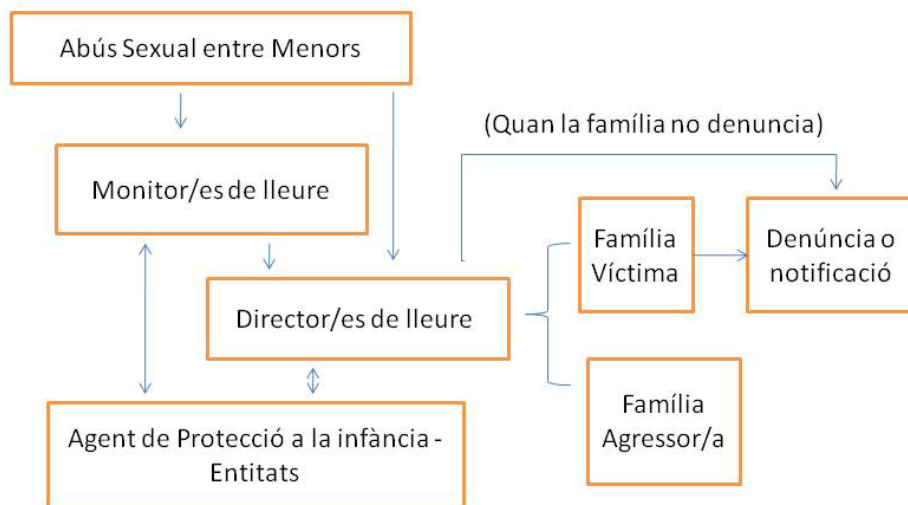 Abús Sexual entre Menors
(Quan la família no denuncia)
Monitor/es de lleure
Família
Víctima
Denúncia o
notificació
Director/es de lleure
Família
Agressor/a
Agent de Protecció a la infància -
Entitats